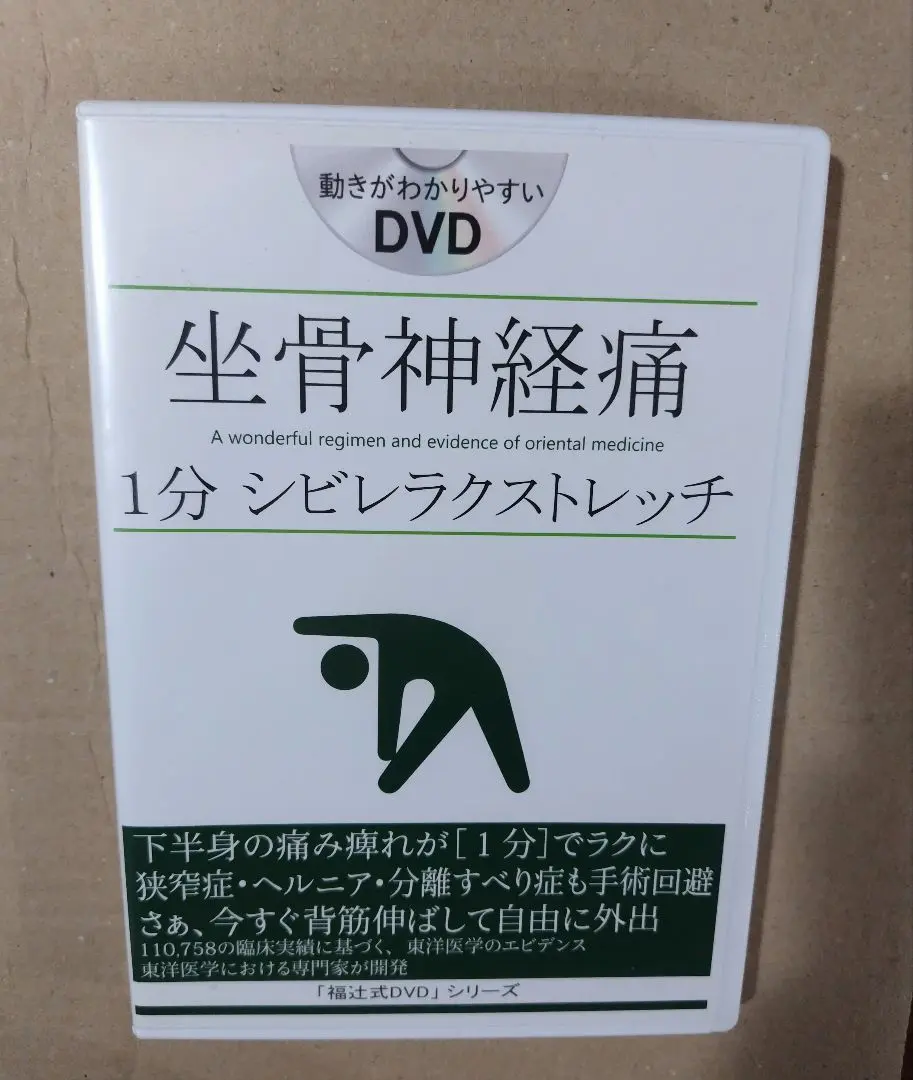 動きがわかりやすい
DVD
坐骨神経痛
A wonderful regimen and evidence of oriental medicine
1分 シビレラクストレッチ
下半身の痛み痺れが[1分]でラクに
狭窄症・ヘルニア・分離すべり症も手術回避
さぁ、今すぐ背筋伸ばして自由に外出
110,758の臨床実績に基づく、東洋医学のエビデンス
東洋医学における専門家が開発
「福辻式DVD」シリーズ